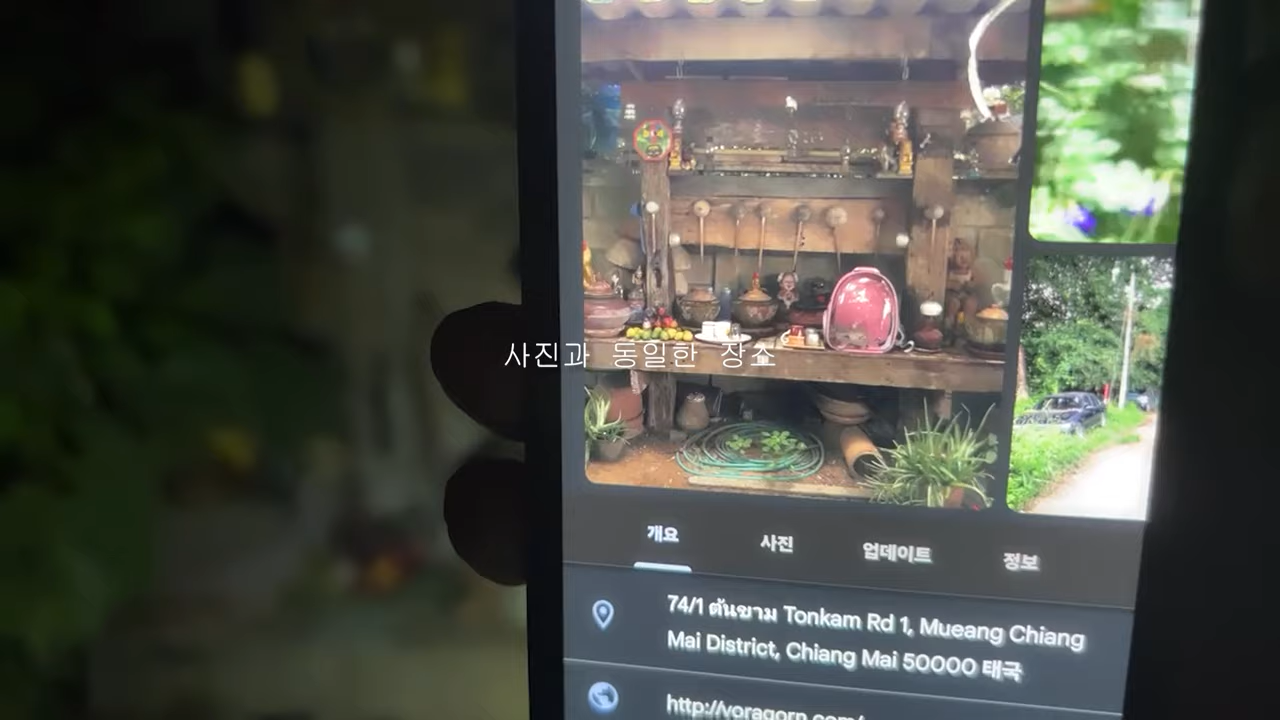 사진과 동일한 장소
개요 사진 업데이트 정보
74/1 ต้นขาม Tonkam Rd 1, Mueang Chiang
Mai District, Chiang Mai 50000 태국
http://voragorn.com/